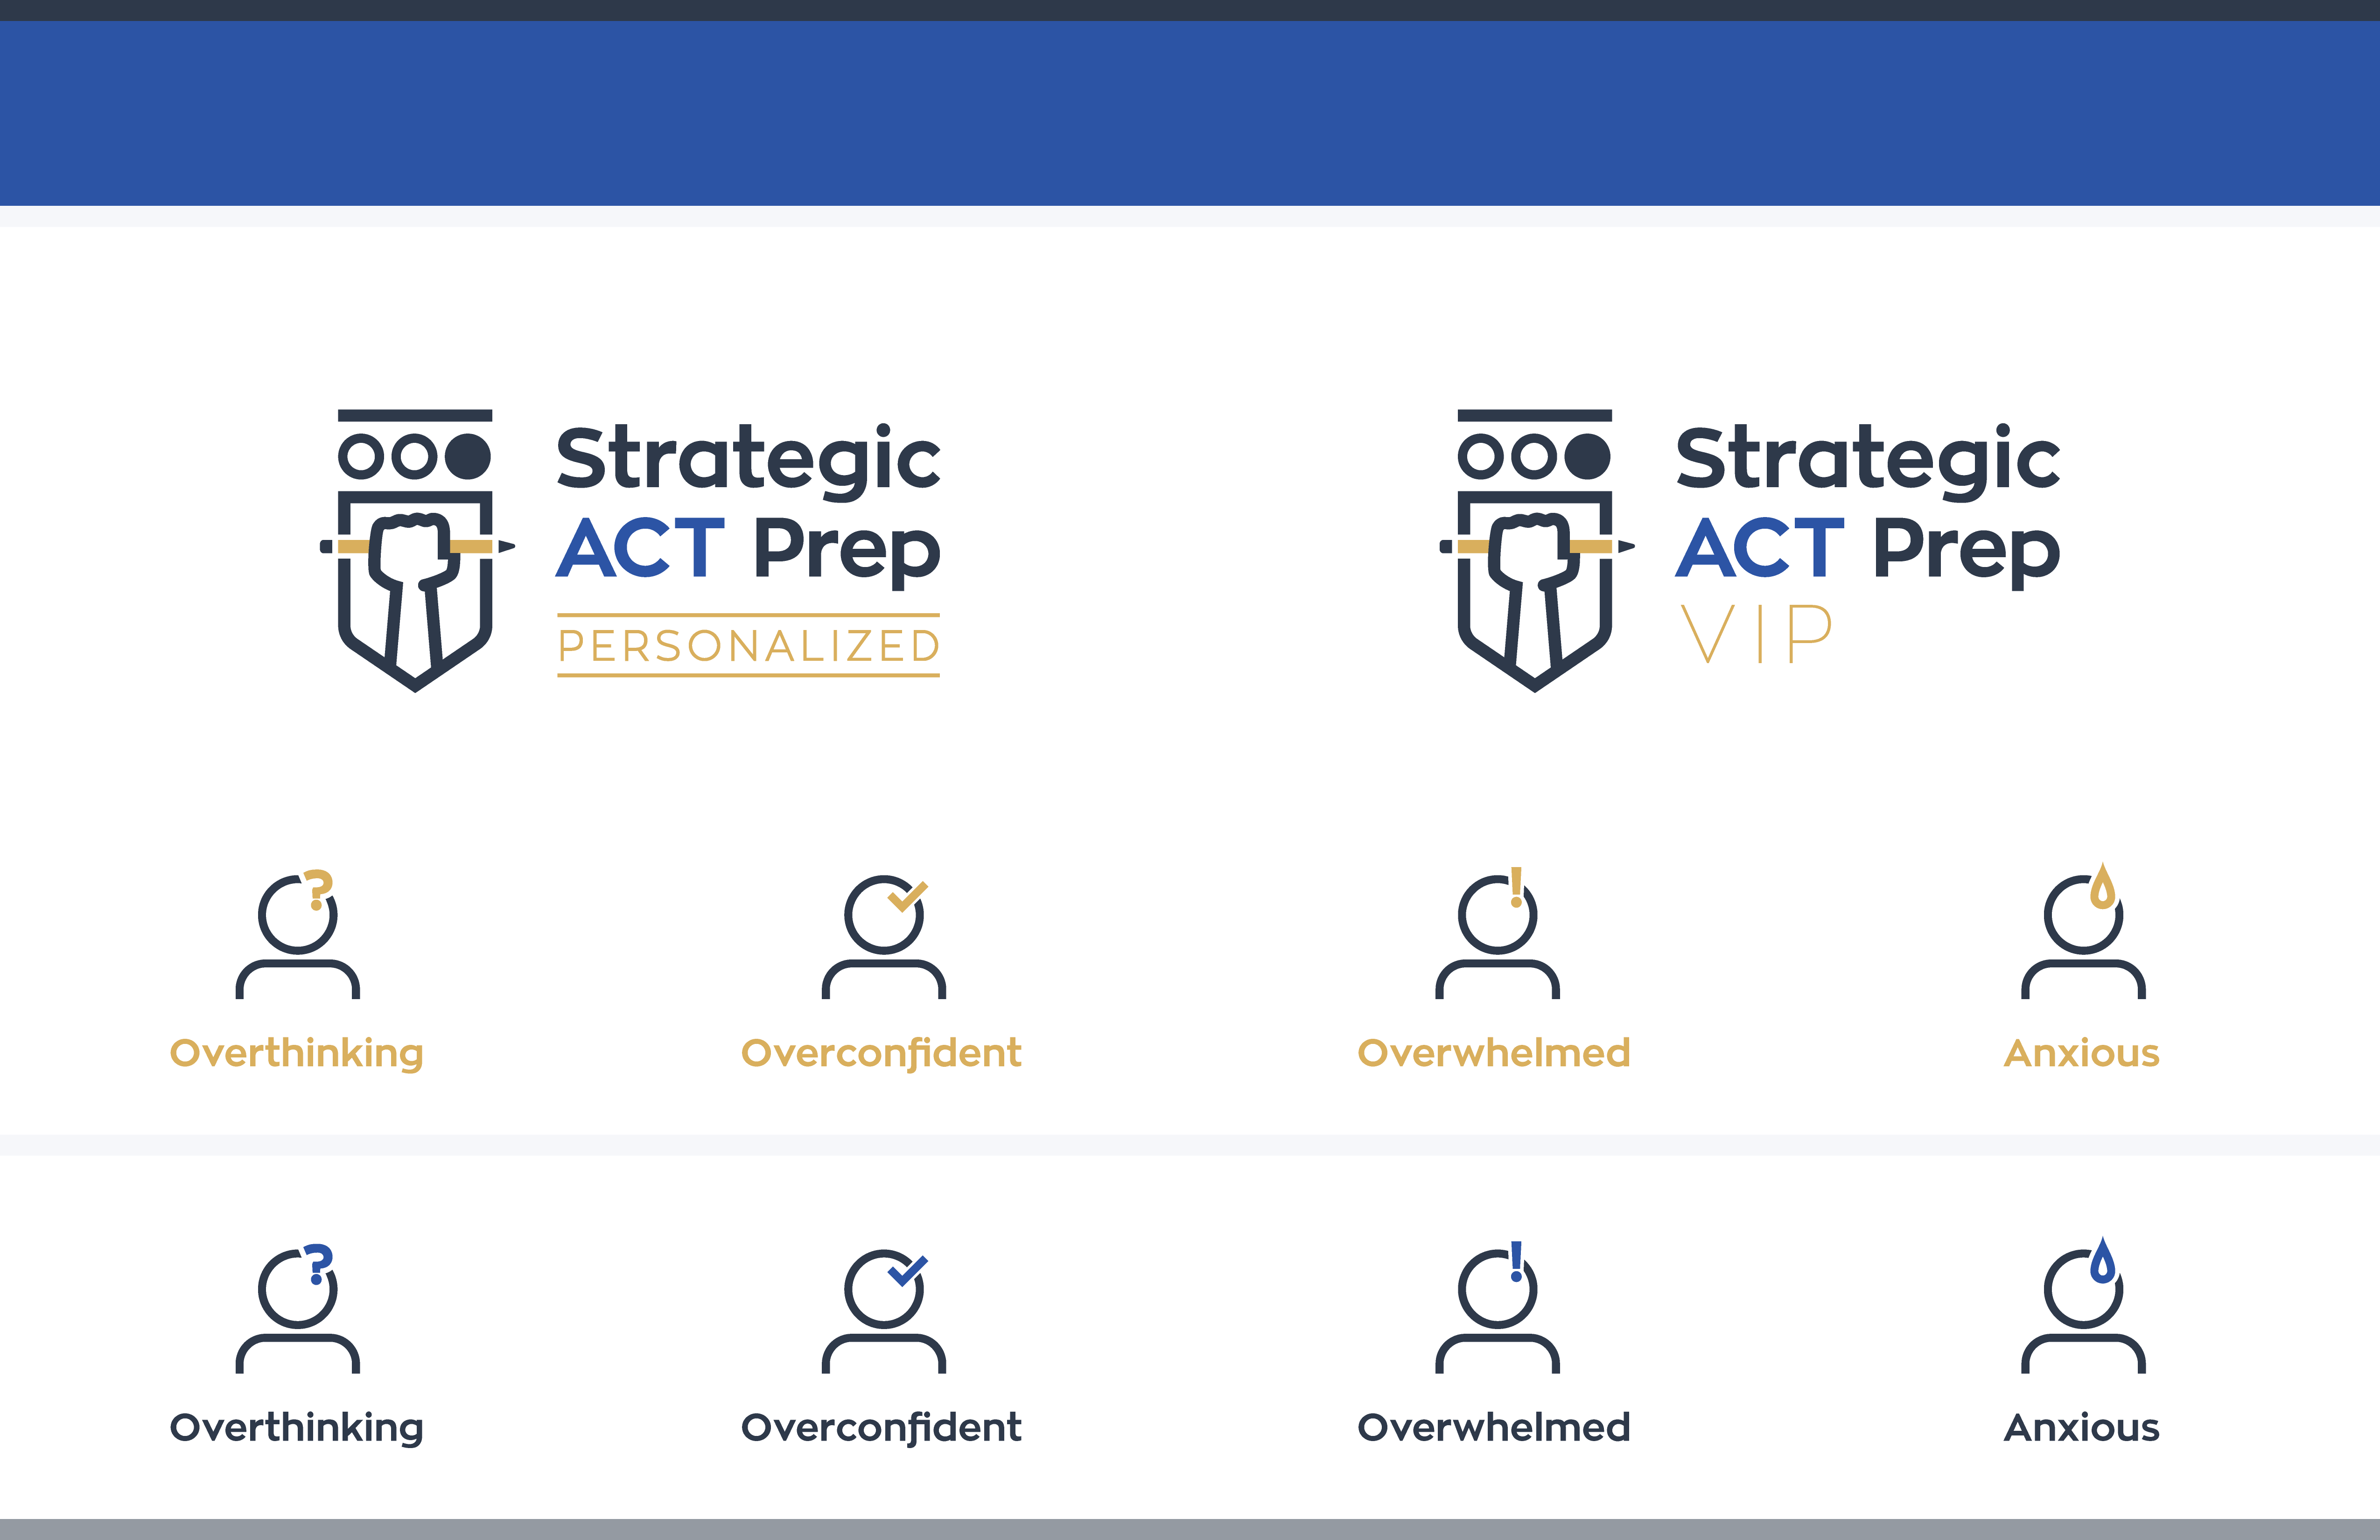 Strategic
ACT Prep
PERSONALIZED
Strategic
ACT Prep
VIP
?
!
Overthinking
Overconfident
Overwhelmed
Anxious
?
!
Overthinking
Overconfident
Overwhelmed
Anxious